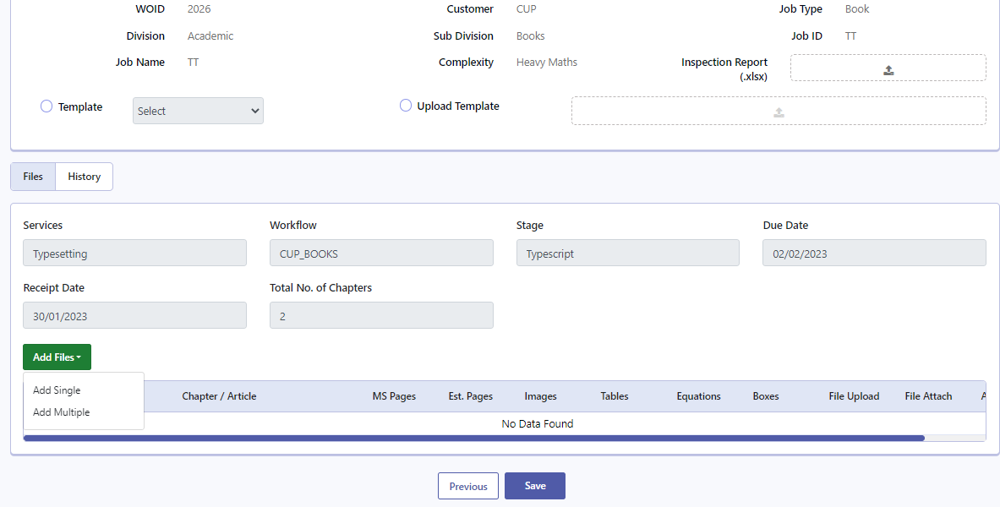 WOID 2026 Customer CUP Job Type Book
Division Academic Sub Division Books Job ID TT
Job Name TT Complexity Heavy Maths Inspection Report
(.xlsx)
Template Select Upload Template
Files History
Services Workflow Stage Due Date
Typesetting CUP_BOOKS Typescript 02/02/2023
Receipt Date Total No. of Chapters
30/01/2023 2
Add Files
Add Single
Add Multiple
Chapter / Article MS Pages Est. Pages Images Tables Equations Boxes File Upload File Attach
No Data Found
Previous Save